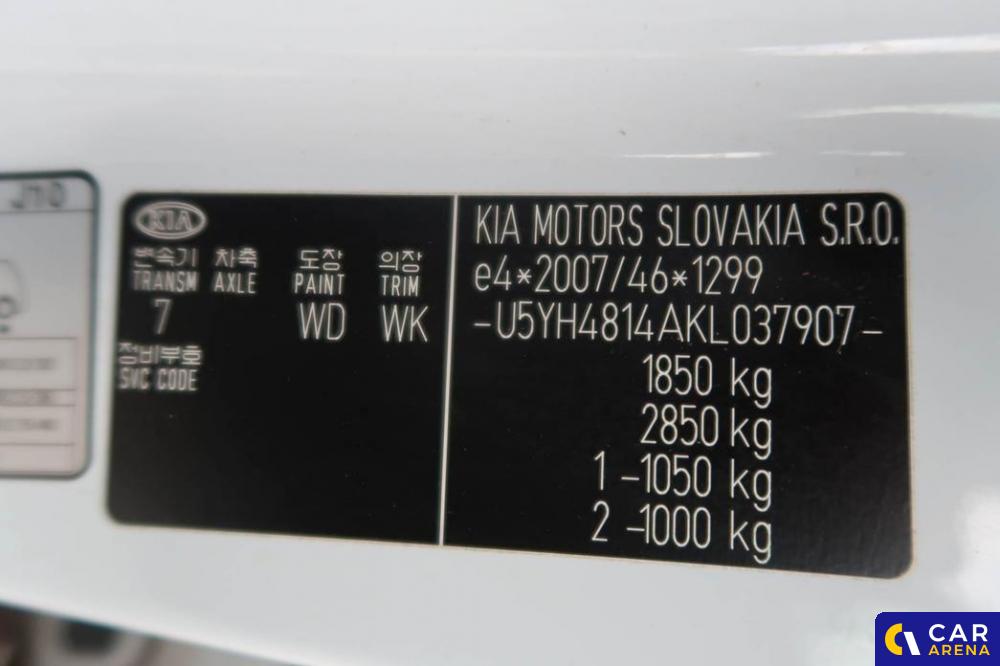 J10
KIA
변속기 차축 도장 의장
TRANSM AXLE PAINT TRIM
7 WD WK
정비부호
SVC CODE
KIA MOTORS SLOVAKIA S.R.O.
e4*2007/46*1299
-U5YH4814AKL037907-
1850 kg
2850 kg
1 -1050 kg
2 -1000 kg
CAR
ARENA